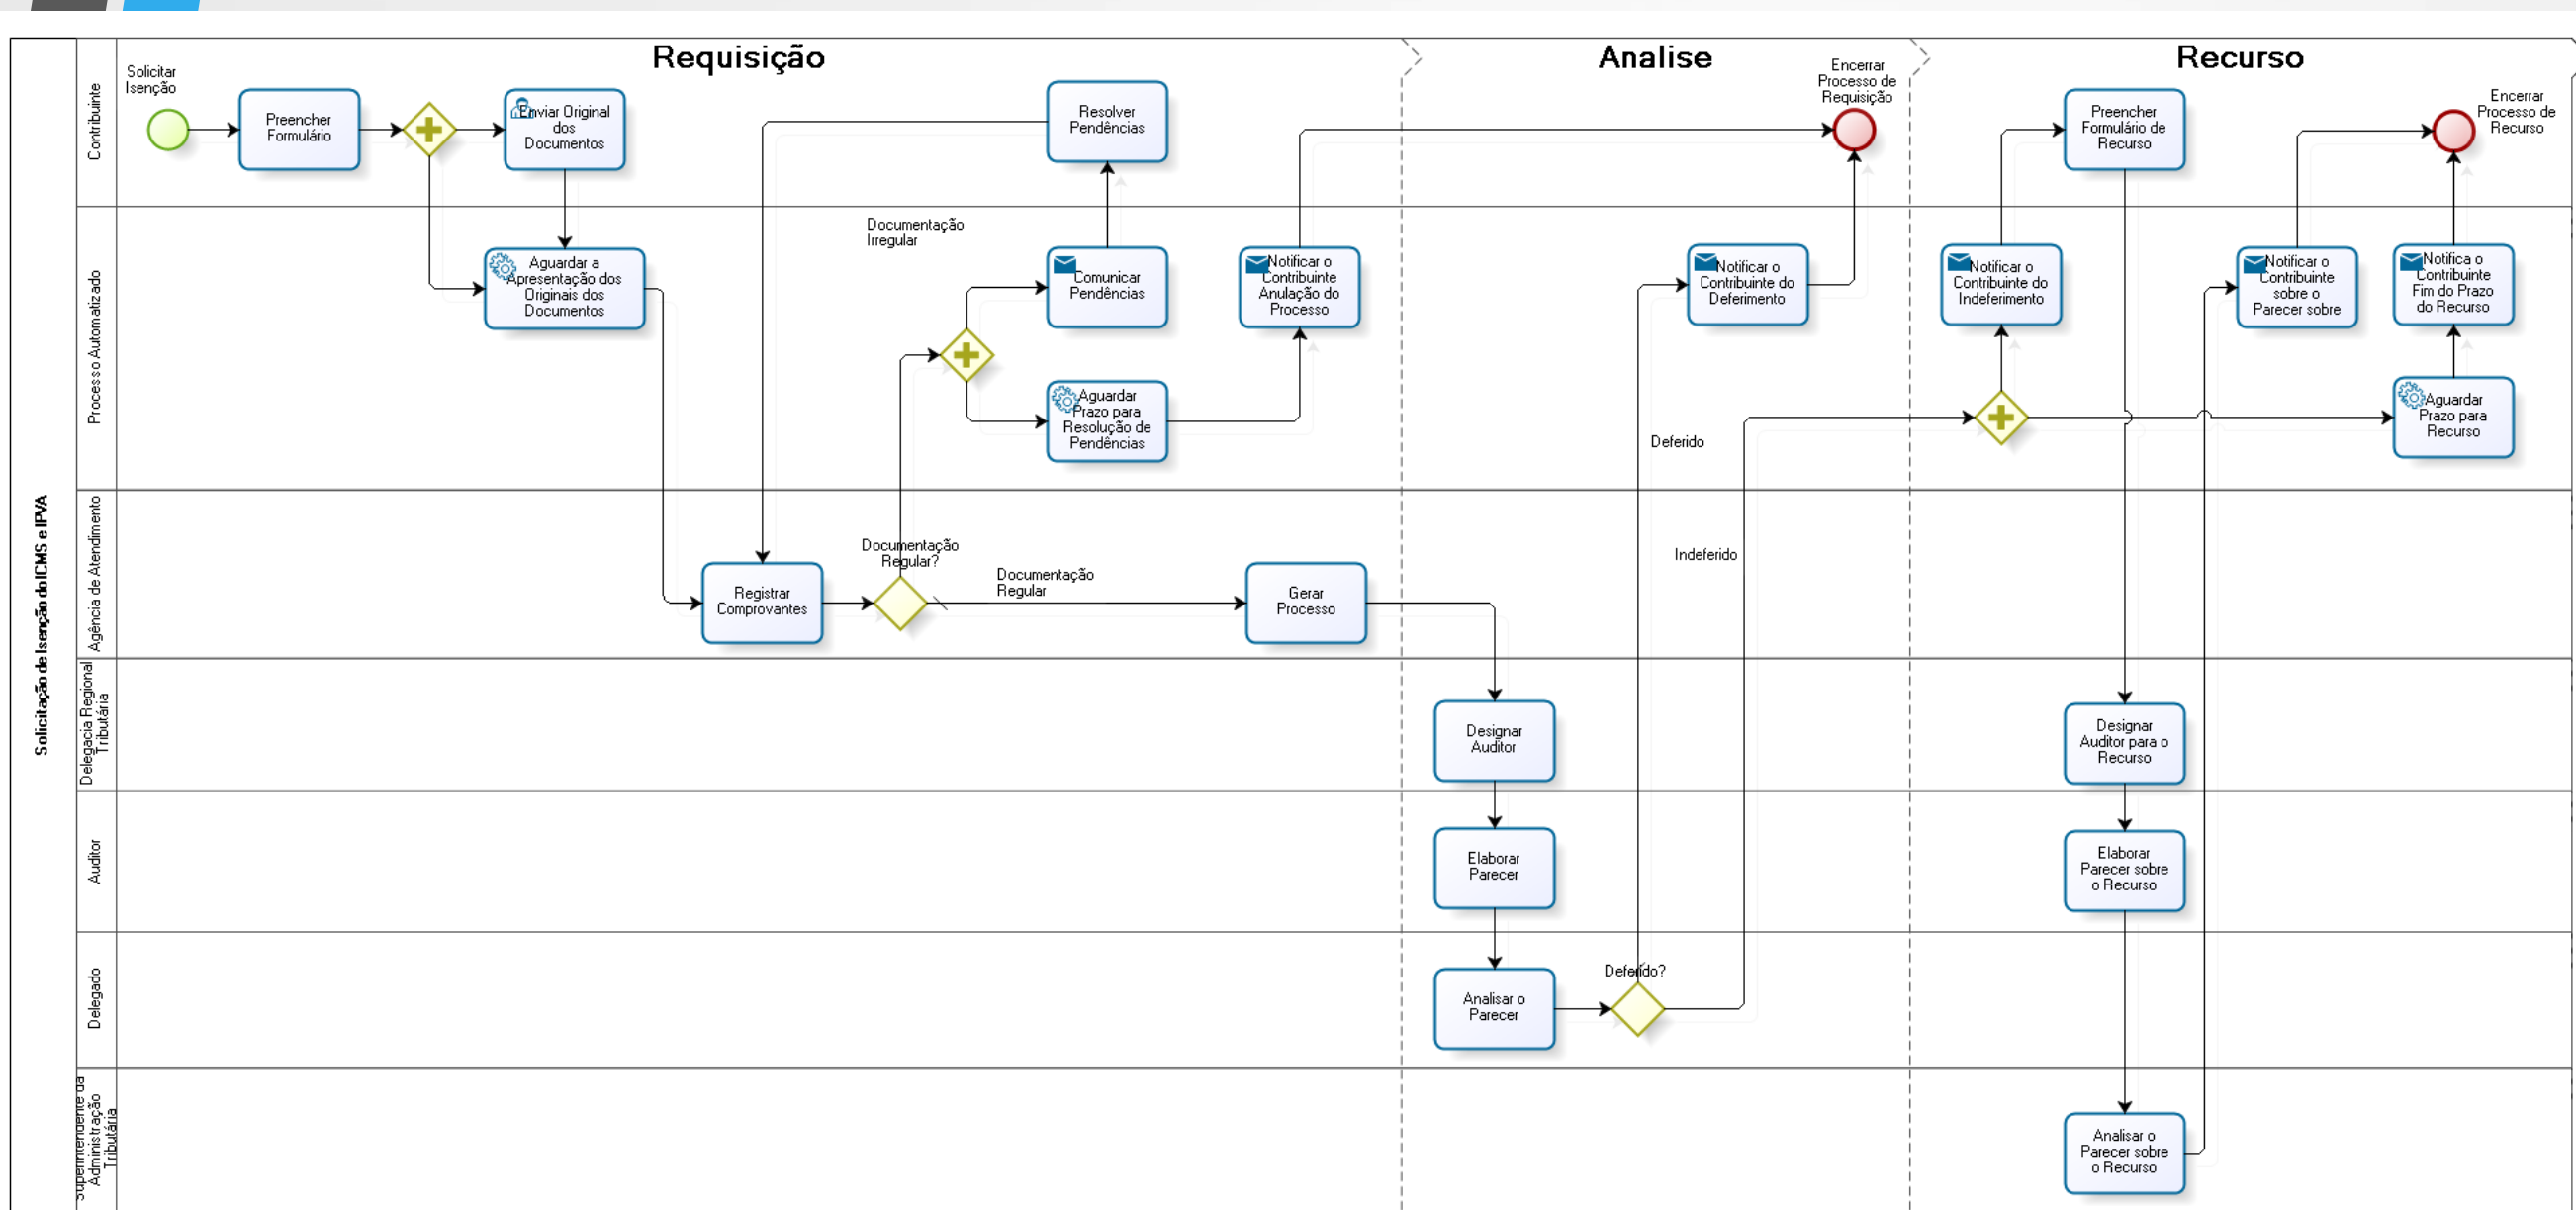 Requisição
Analise
Recurso
Solicitação de Isenção do ICMS e IPVA
Contribuinte
Solicitar
Isenção
Preencher
Formulário
Enviar Original
dos
Documentos
Resolver
Pendências
Encerrar
Processo de
Requisição
Preencher
Formulário de
Recurso
Encerrar
Processo de
Recurso
Processo Automatizado
Aguardar a
Apresentação dos
Originais dos
Documentos
Documentação
Irregular
Comunicar
Pendências
Notificar o
Contribuinte
Anulação do
Processo
Aguardar
Prazo para
Resolução de
Pendências
Notificar o
Contribuinte do
Deferimento
Deferido
Notificar o
Contribuinte do
Indeferimento
Notificar o
Contribuinte
sobre o
Parecer sobre
Notifica o
Contribuinte
Fim do Prazo
do Recurso
Aguardar
Prazo para
Recurso
Agência de Atendimento
Registrar
Comprovantes
Documentação
Regular?
Documentação
Regular
Gerar
Processo
Indeferido
Delegacia Regional
Tributária
Designar
Auditor
Designar
Auditor para o
Recurso
Auditor
Elaborar
Parecer
Elaborar
Parecer sobre
o Recurso
Delegado
Analisar o
Parecer
Deferido?
Superintendente da
Administração
Tributária
Analisar o
Parecer sobre
o Recurso